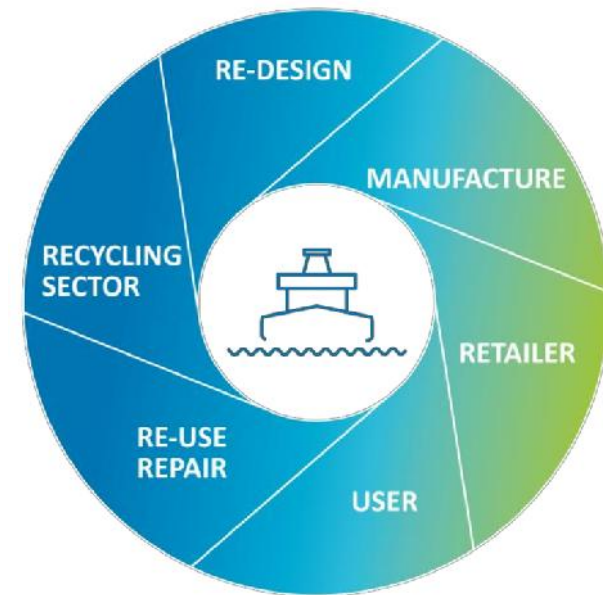 RE-DESIGN
MANUFACTURE
RETAILER
USER
RE-USE
REPAIR
RECYCLING
SECTOR